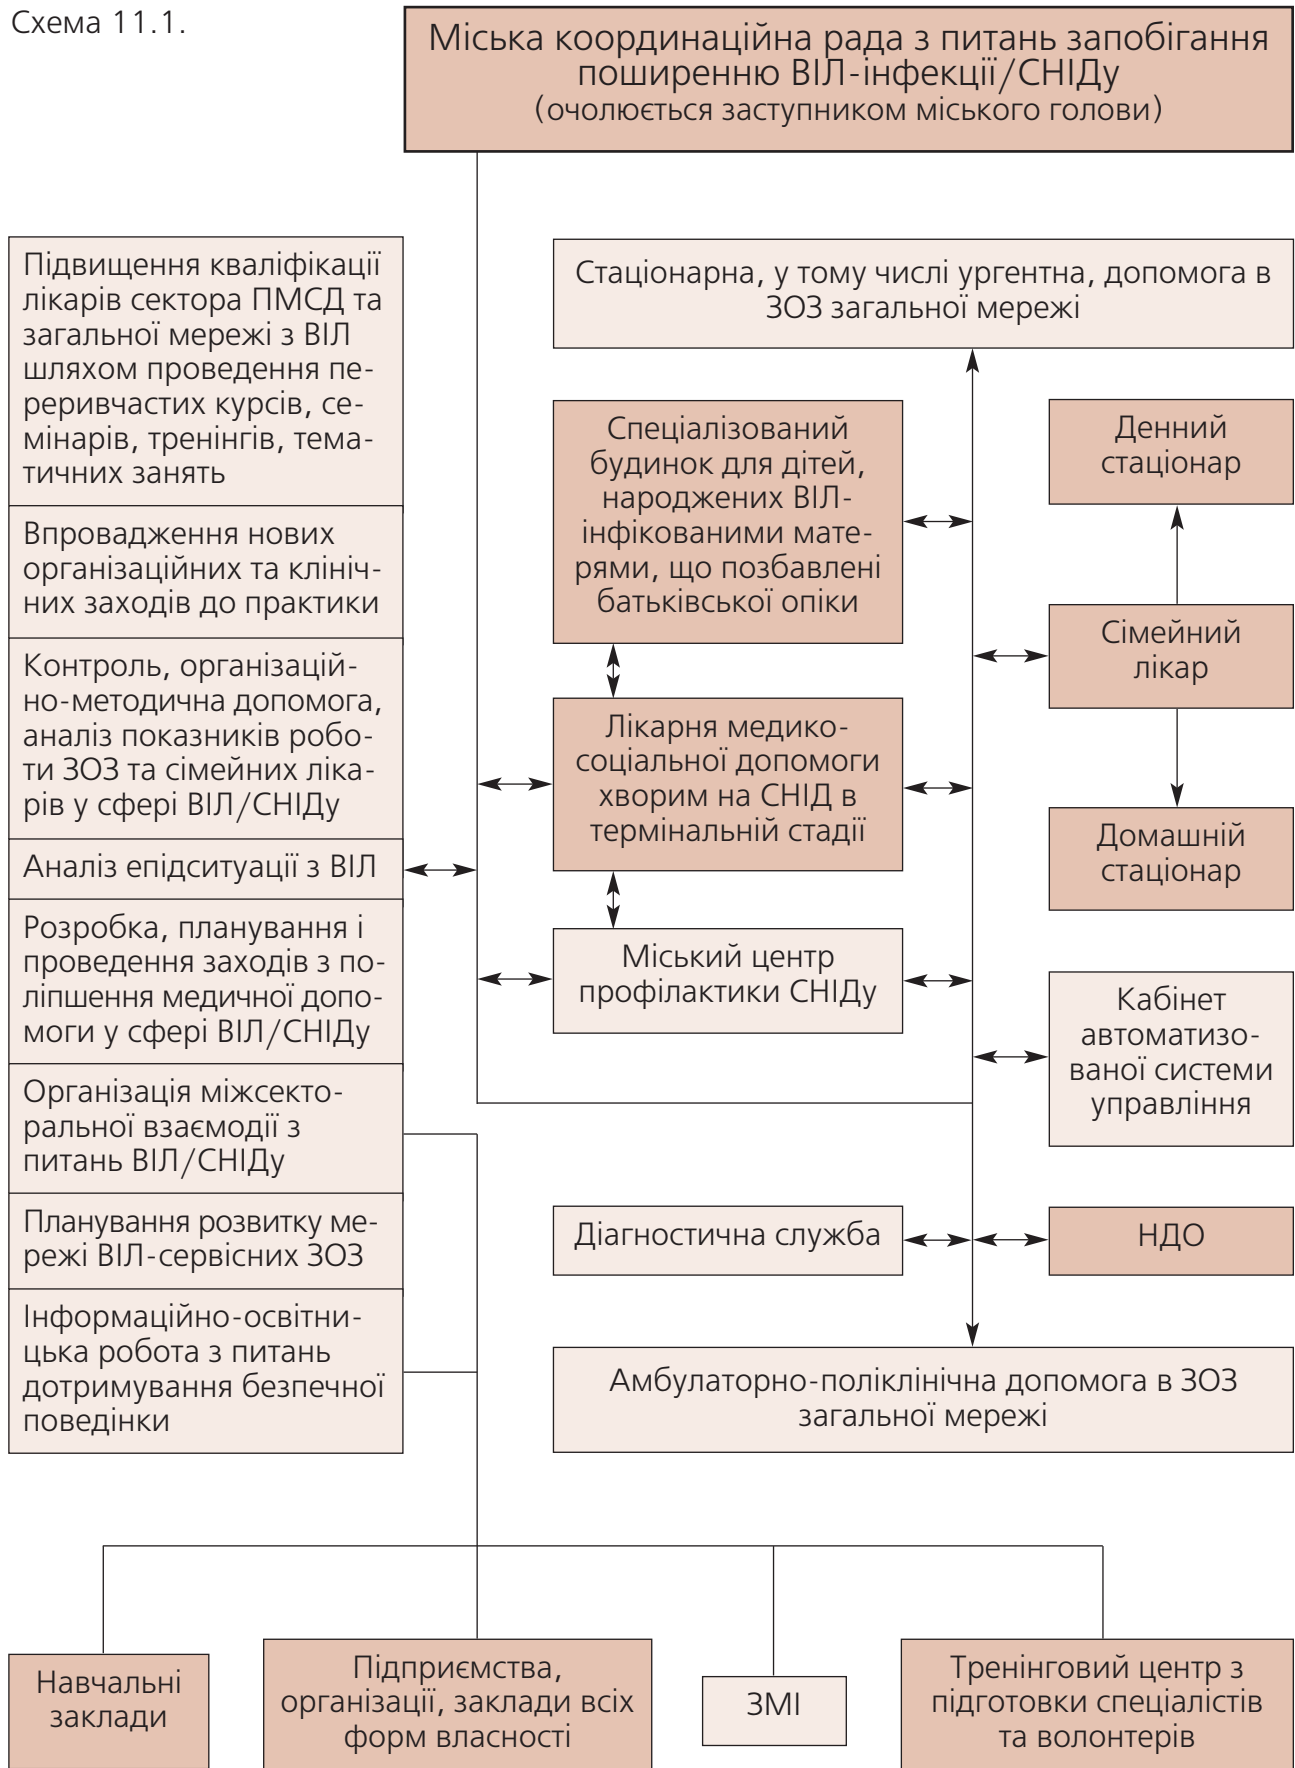 Схема 11.1.
Міська координаційна рада з питань запобігання
поширенню ВІЛ-інфекції/СНІДу
(очолюється заступником міського голови)
Підвищення кваліфікації
лікарів сектора ПМСД та
загальної мережі з ВІЛ
шляхом проведення пе-
реривчастих курсів, се-
мінарів, тренінгів, тема-
тичних занять
Впровадження нових
організаційних та клініч-
них заходів до практики
Контроль, організацій-
но-методична допомога,
аналіз показників робо-
ти ЗОЗ та сімейних ліка-
рів у сфері ВІЛ/СНІДу
Аналіз епідситуації з ВІЛ
Розробка, планування і
проведення заходів з по-
ліпшення медичної допо-
моги у сфері ВІЛ/СНІДу
Організація міжсекто-
ральної взаємодії з
питань ВІЛ/СНІДу
Планування розвитку ме-
режі ВІЛ-сервісних ЗОЗ
Інформаційно-освітни-
цька робота з питань
дотримування безпечної
поведінки
Стаціонарна, у тому числі ургентна, допомога в
ЗОЗ загальної мережі
Спеціалізований
будинок для дітей,
народжених ВІЛ-
інфікованими мате-
рями, що позбавлені
батьківської опіки
Лікарня медико-
соціальної допомоги
хворим на СНІД в
термінальній стадії
Міський центр
профілактики СНІДу
Денний
стаціонар
Сімейний
лікар
Домашній
стаціонар
Кабінет
автоматизо-
ваної системи
управління
Діагностична служба
НДО
Амбулаторно-поліклінічна допомога в ЗОЗ
загальної мережі
Навчальні
заклади
Підприємства,
організації, заклади всіх
форм власності
ЗМІ
Тренінговий центр з
підготовки спеціалістів
та волонтерів